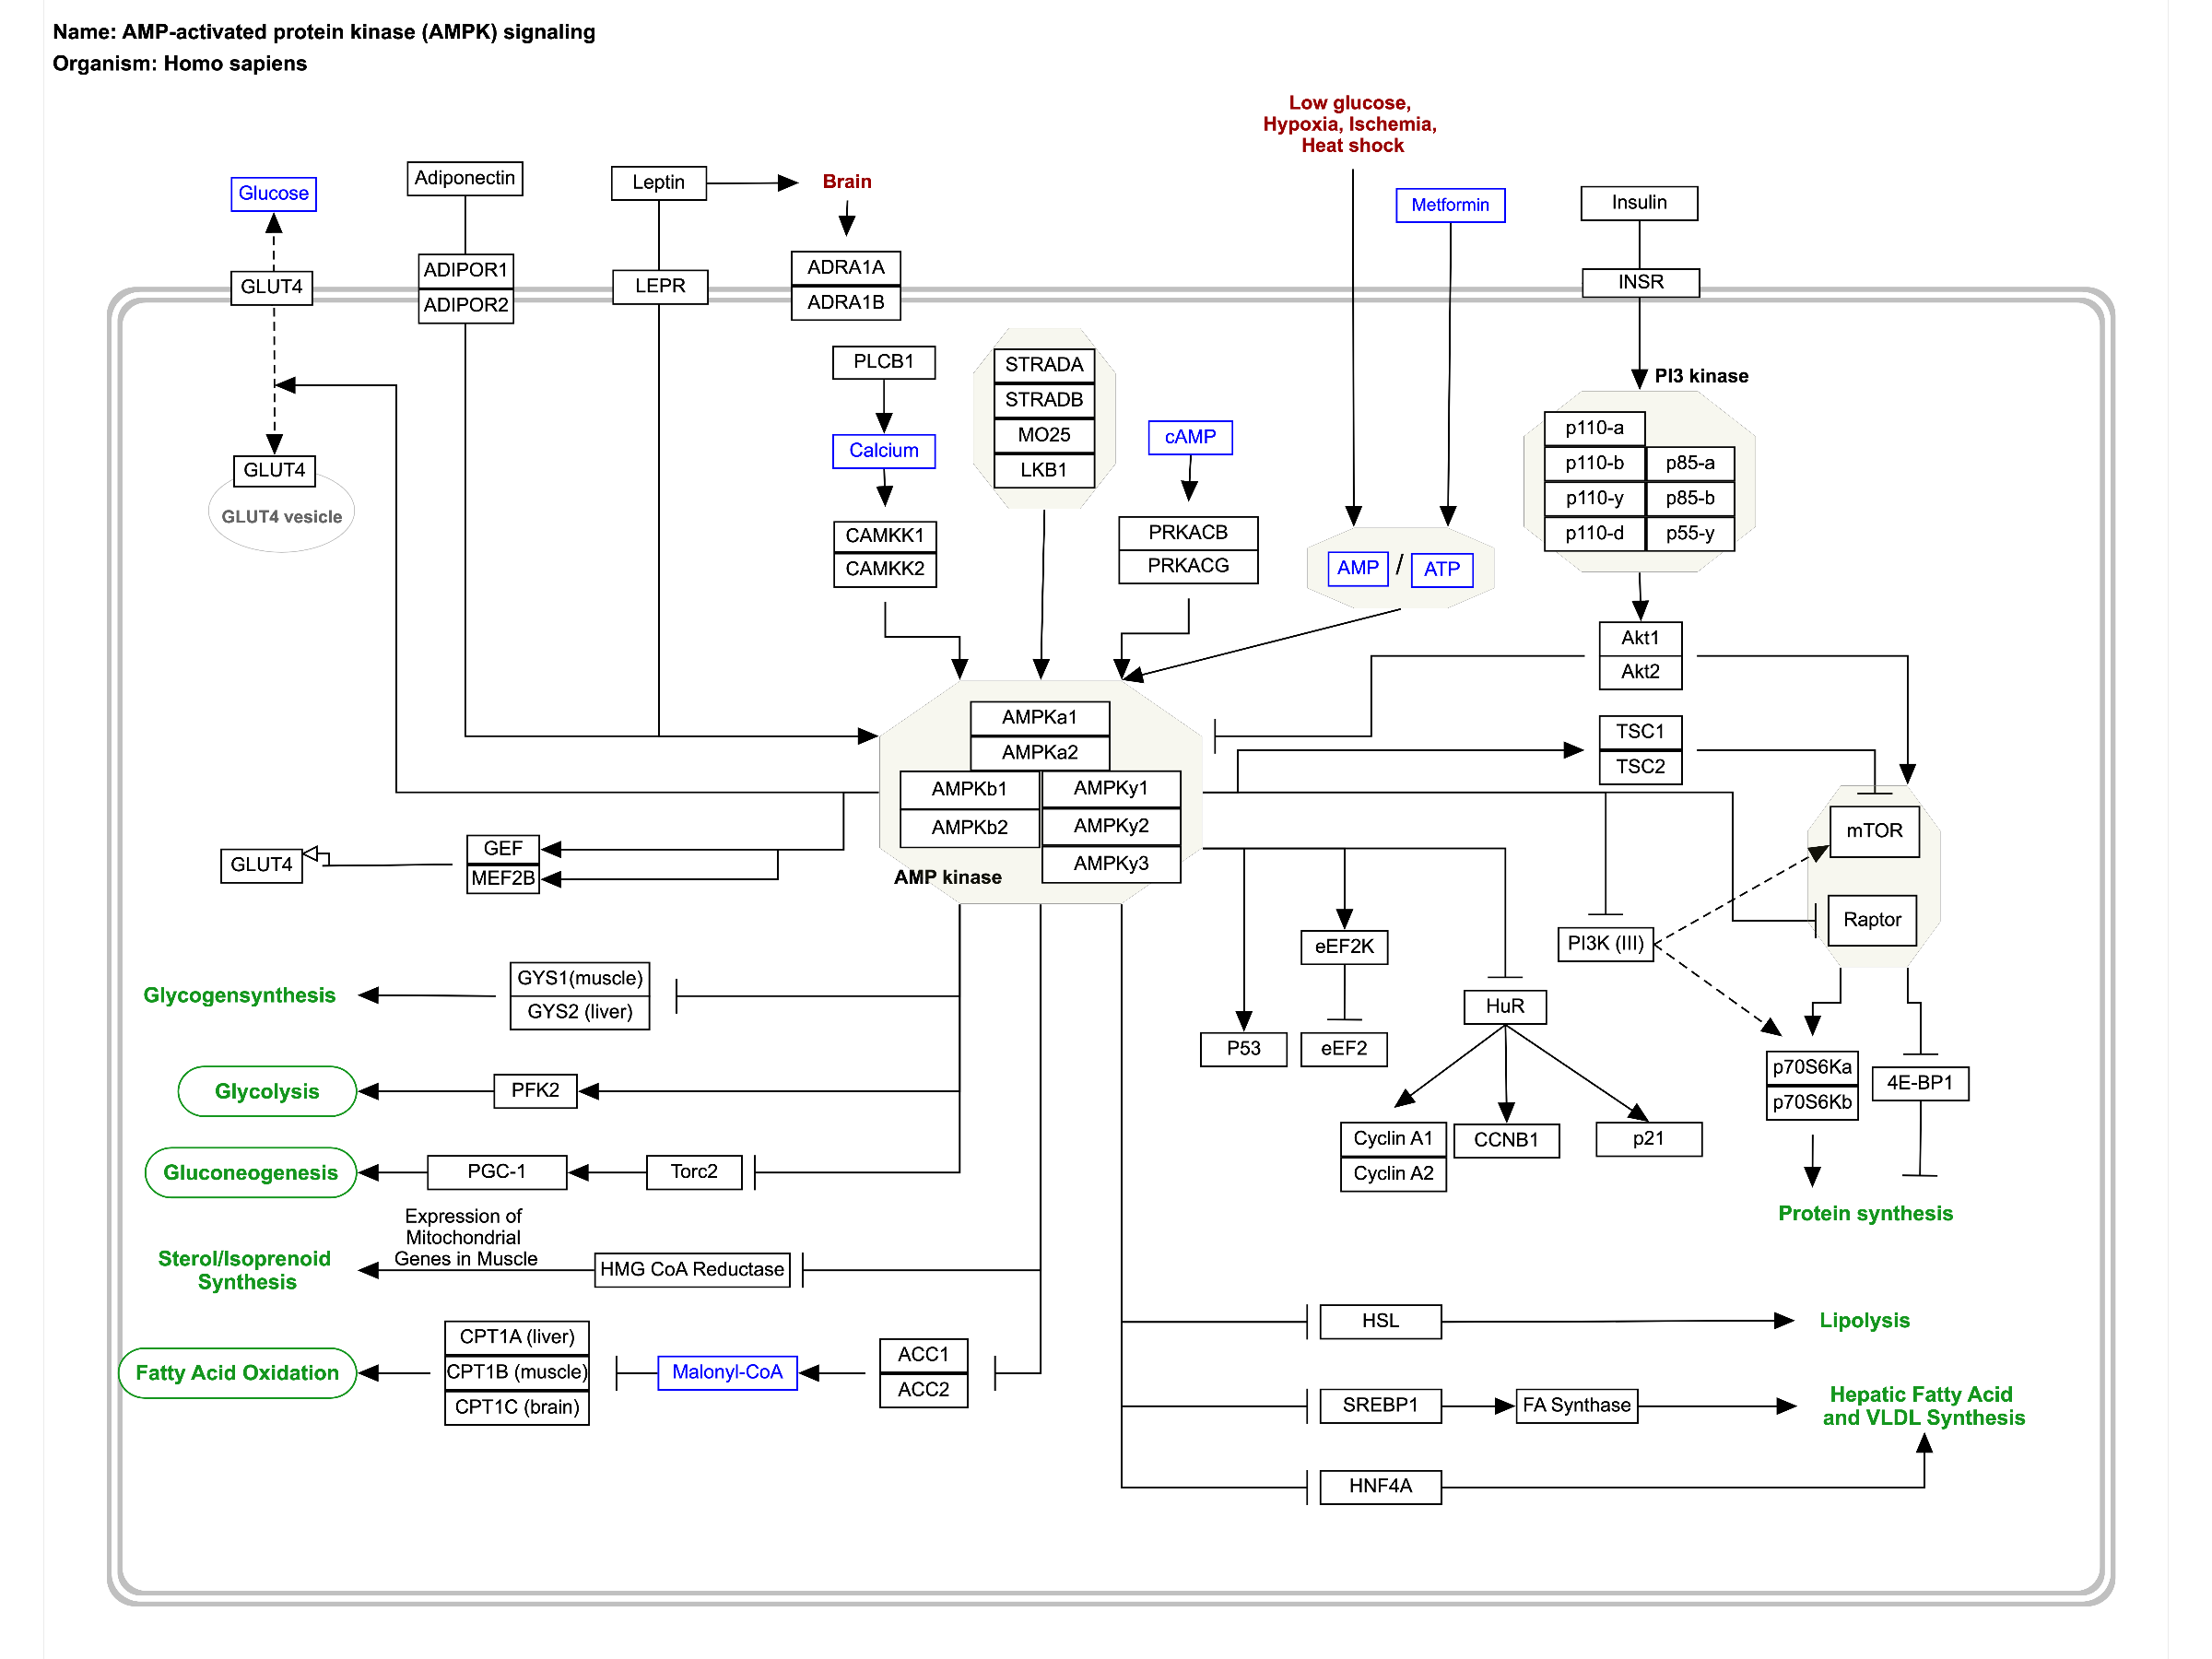 Name: AMP-activated protein kinase (AMPK) signaling
Organism: Homo sapiens
Low glucose,
Hypoxia, Ischemia,
Heat shock
Glucose
Adiponectin
Leptin
Brain
Metformin
Insulin
GLUT4
ADIPOR1
ADIPOR2
LEPR
ADRA1A
ADRA1B
INSR
PLCB1
Calcium
CAMKK1
CAMKK2
STRADA
STRADB
MO25
LKB1
cAMP
PRKACB
PRKACG
AMP / ATP
PI3 kinase
p110-a
p110-b
p110-y
p110-d
p85-a
p85-b
p55-y
GLUT4
GLUT4 vesicle
Akt1
Akt2
TSC1
TSC2
AMPKa1
AMPKa2
AMPKb1
AMPKb2
AMPKy1
AMPKy2
AMPKy3
AMP kinase
GEF
MEF2B
GLUT4
mTOR
Raptor
PI3K (III)
eEF2K
P53
eEF2
HuR
Cyclin A1
Cyclin A2
CCNB1
p21
p70S6Ka
p70S6Kb
4E-BP1
Protein synthesis
GYS1(muscle)
GYS2 (liver)
Glycogensynthesis
PFK2
Glycolysis
Torc2
PGC-1
Gluconeogenesis
Expression of
Mitochondrial
Genes in Muscle
HMG CoA Reductase
Sterol/Isoprenoid
Synthesis
CPT1A (liver)
CPT1B (muscle)
CPT1C (brain)
Malonyl-CoA
ACC1
ACC2
Fatty Acid Oxidation
HSL
Lipolysis
SREBP1
FA Synthase
Hepatic Fatty Acid
and VLDL Synthesis
HNF4A